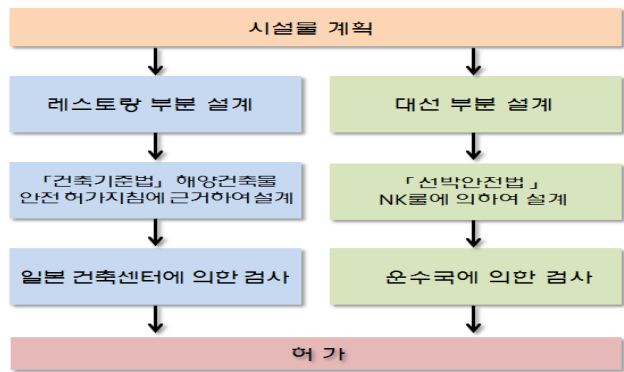 시설물 계획
레스토랑 부분 설계
대선 부분 설계
「건축기준법」 해양건축물
안전 허가지침에 근거하여 설계
「선박안전법」
NK룰에 의하여 설계
일본 건축센터에 의한 검사
운수국에 의한 검사
허 가